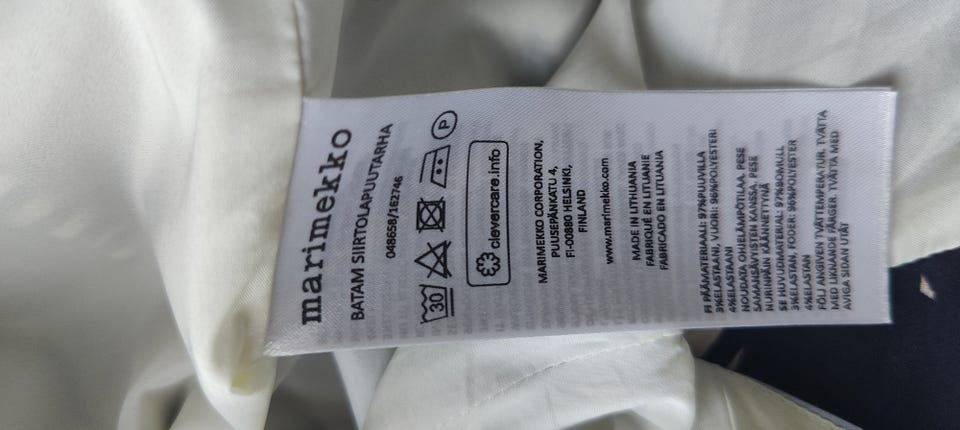 marimekko
BATAM SIIRTOLAPUUTARHA
048658/162746
30
P
clevercare.info
MARIMEKKO CORPORATION,
PUUSEPÄNKATU 4,
FI-00880 HELSINKI,
FINLAND
www.marimekko.com
MADE IN LITHUANIA
FABRIQUÉ EN LITUANIE
FABRICADO EN LITUANIA
FI PÄÄMATERIAALI: 97%PUUVILLA
3%ELASTAANI, VUORI: 96%POLYESTERI
4%ELASTAANI
NOUDATA OHJELÄMPÖTILAA. PESE
SAMANSÄVYISTEN KANSSA. PESE
NURINPÄIN KÄÄNNETTYNÄ
SE HUVUDMATERIAL: 97%BOMULL
3%ELASTAN, FODER: 96%POLYESTER
4%ELASTAN
FÖLJ ANGIVEN TVÄTTEMPERATUR. TVÄTTA
MED LIKNANDE FÄRGER. TVÄTTA MED
AVIGA SIDAN UTÅT